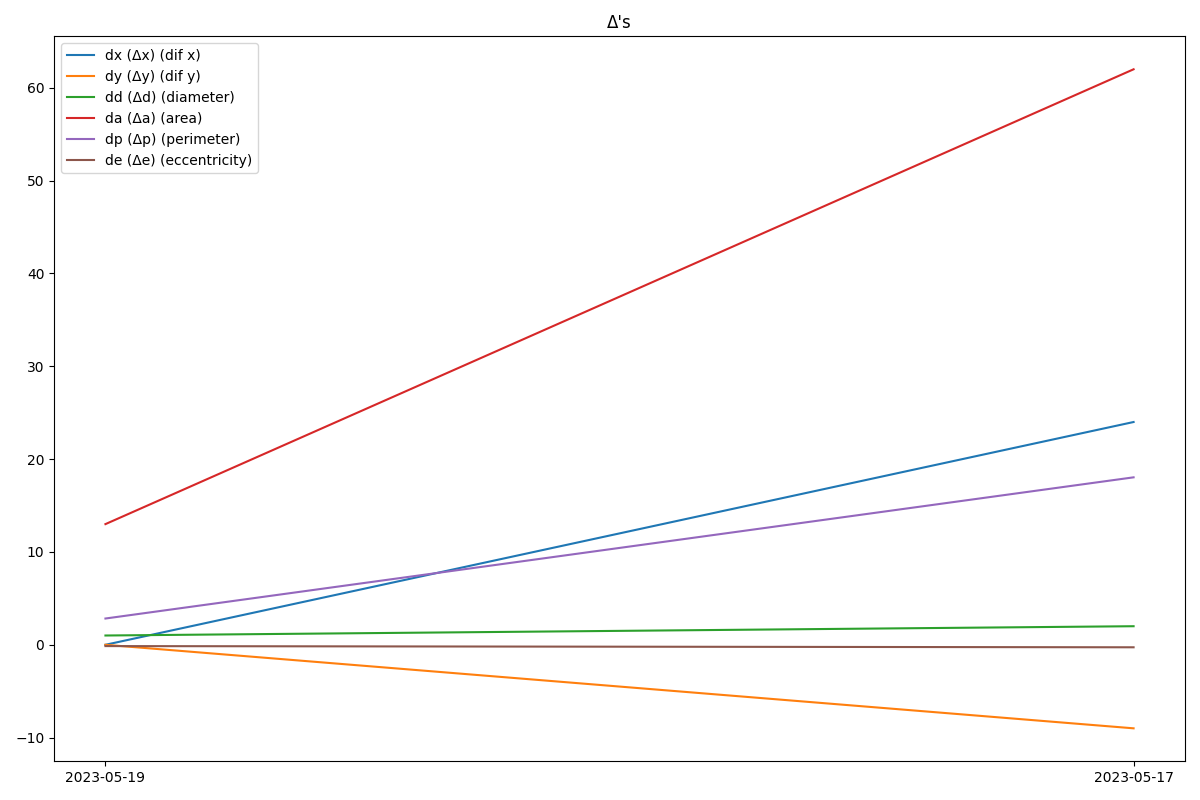 Δ's
dx (Δx) (dif x)
dy (Δy) (dif y)
dd (Δd) (diameter)
da (Δa) (area)
dp (Δp) (perimeter)
de (Δe) (eccentricity)
60
50
40
30
20
10
0
−10
2023-05-19
2023-05-17